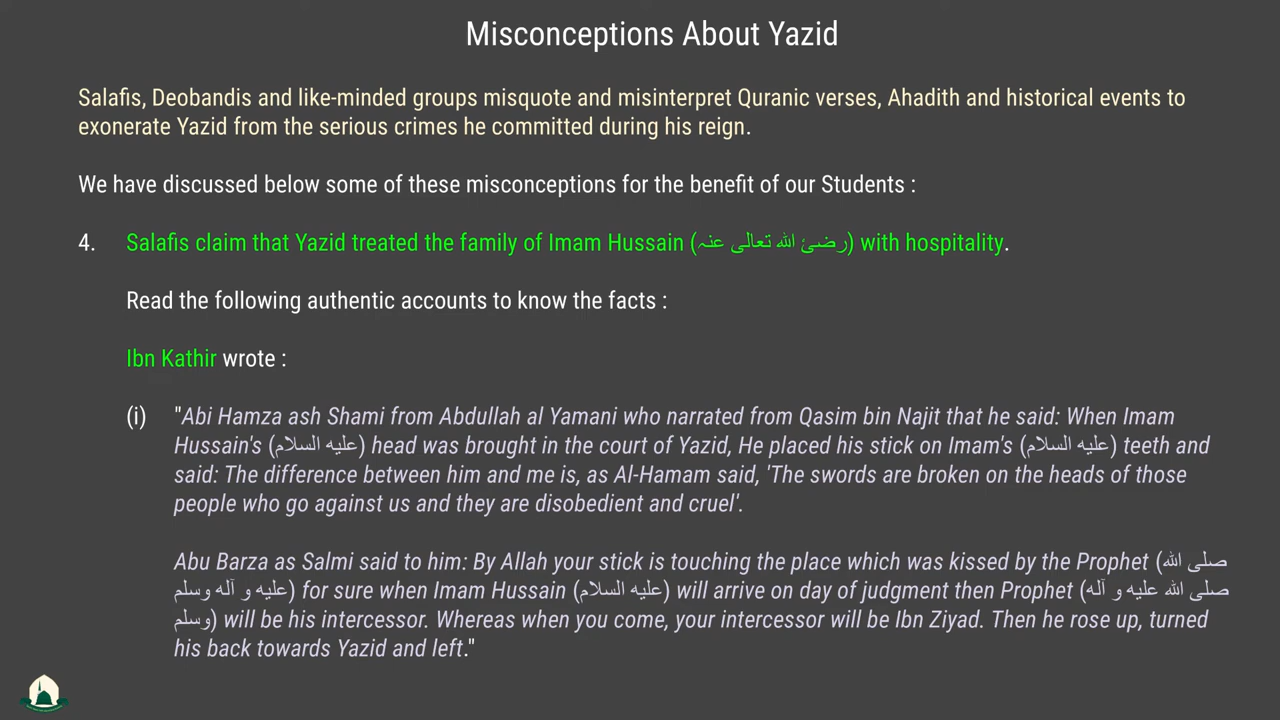 Misconceptions About Yazid
Salafis, Deobandis and like-minded groups misquote and misinterpret Quranic verses, Ahadith and historical events to
exonerate Yazid from the serious crimes he committed during his reign.
We have discussed below some of these misconceptions for the benefit of our Students :
4. Salafis claim that Yazid treated the family of Imam Hussain (رضئ اللہ تعالی عنہ) with hospitality.
Read the following authentic accounts to know the facts :
Ibn Kathir wrote :
(i) "Abi Hamza ash Shami from Abdullah al Yamani who narrated from Qasim bin Najit that he said: When Imam
Hussain's (علیه السلام) head was brought in the court of Yazid, He placed his stick on Imam's (علیه السلام) teeth and
said: The difference between him and me is, as Al-Hamam said, 'The swords are broken on the heads of those
people who go against us and they are disobedient and cruel'.
Abu Barza as Salmi said to him: By Allah your stick is touching the place which was kissed by the Prophet (صلی الله
علیه و آله وسلم) for sure when Imam Hussain (علیه السلام) will arrive on day of judgment then Prophet (صلی الله علیه و آله
وسلم) will be his intercessor. Whereas when you come, your intercessor will be Ibn Ziyad. Then he rose up, turned
his back towards Yazid and left."